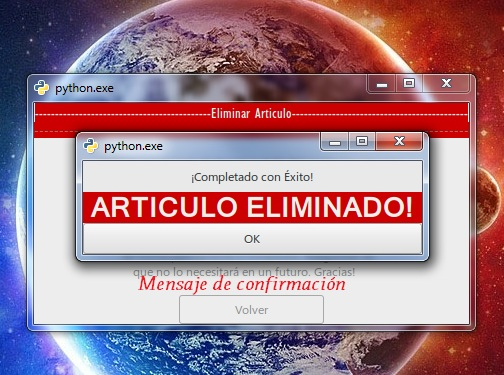 python.exe
Eliminar Articulo
python.exe
¡Completado con Éxito!
ARTICULO ELIMINADO!
OK
que no lo necesitará en un futuro. Gracias!
Mensaje de confirmación
Volver